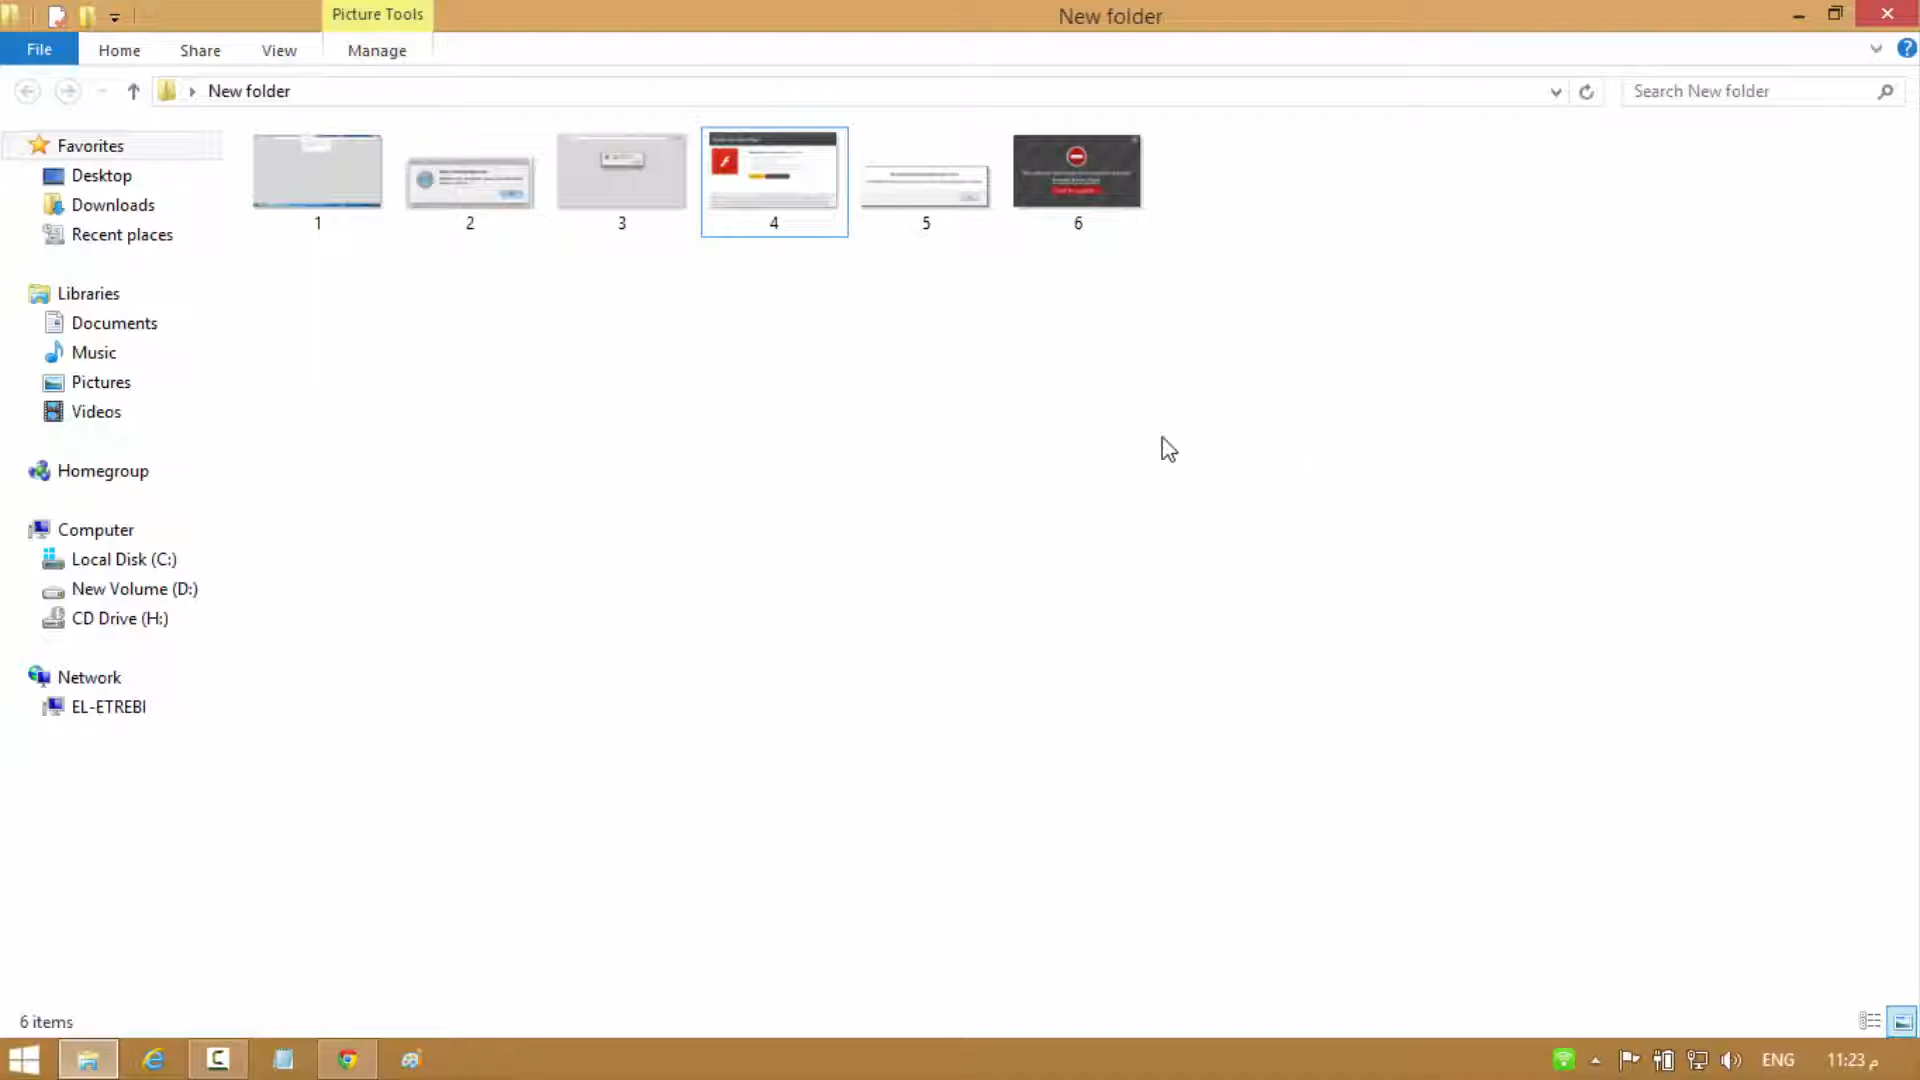 Picture Tools
New folder
File
Home
Share
View
Manage
New folder
Search New folder
Favorites
Desktop
Downloads
Recent places
Libraries
Documents
Music
Pictures
Videos
Homegroup
Computer
Local Disk (C:)
New Volume (D:)
CD Drive (H:)
Network
EL-ETREBI
1
2
3
4
5
6
6 items
ENG
11:23 م